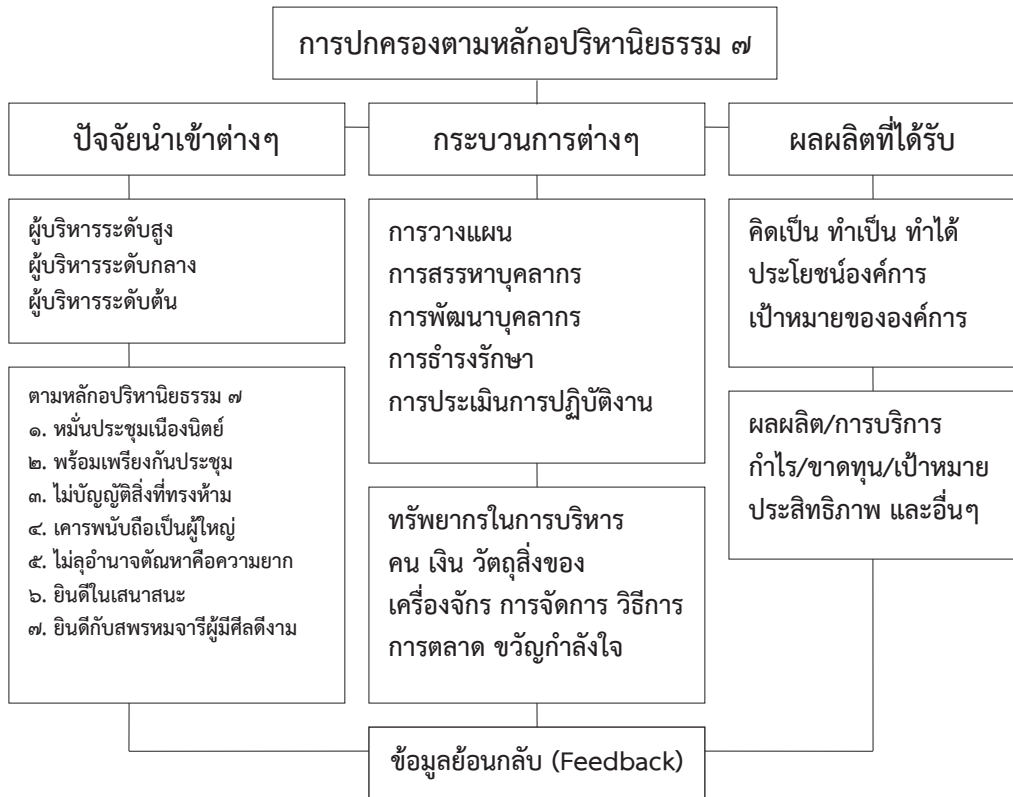 การปกครองตามหลักอปริหานิยธรรม ๗
ปัจจัยนำเข้าต่างๆ
ผู้บริหารระดับสูง
ผู้บริหารระดับกลาง
ผู้บริหารระดับต้น
ตามหลักอปริหานิยธรรม ๗
๑. หมั่นประชุมเนืองนิตย์
๒. พร้อมเพรียงกันประชุม
๓. ไม่บัญญัติสิ่งที่ทรงห้าม
๔. เคารพนับถือเป็นผู้ใหญ่
๕. ไม่ลุอำนาจตัณหาคือความยาก
๖. ยินดีในเสนาสนะ
๗. ยินดีกับสพรหมจารีผู้มีศีลดีงาม
กระบวนการต่างๆ
การวางแผน
การสรรหาบุคลากร
การพัฒนาบุคลากร
การธำรงรักษา
การประเมินการปฏิบัติงาน
ทรัพยากรในการบริหาร
คน เงิน วัตถุสิ่งของ
เครื่องจักร การจัดการ วิธีการ
การตลาด ขวัญกำลังใจ
ผลผลิตที่ได้รับ
คิดเป็น ทำเป็น ทำได้
ประโยชน์องค์การ
เป้าหมายขององค์การ
ผลผลิต/การบริการ
กำไร/ขาดทุน/เป้าหมาย
ประสิทธิภาพ และอื่นๆ
ข้อมูลย้อนกลับ (Feedback)